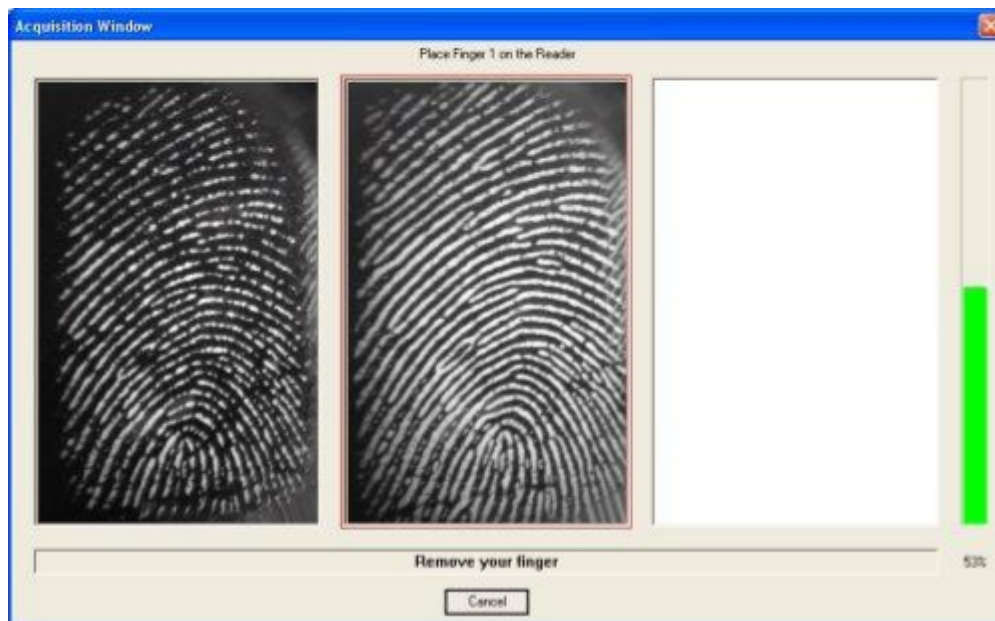 Acquisition Window
Place Finger 1 on the Reader
Remove your finger
53%
Cancel